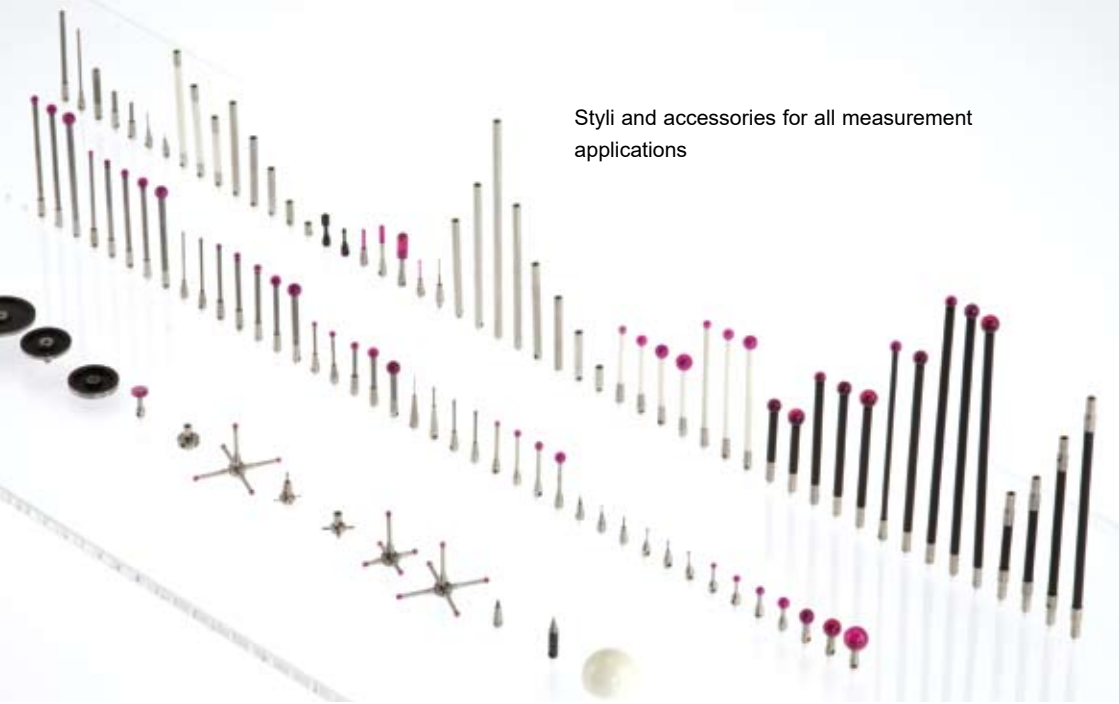 Styli and accessories for all measurement
applications